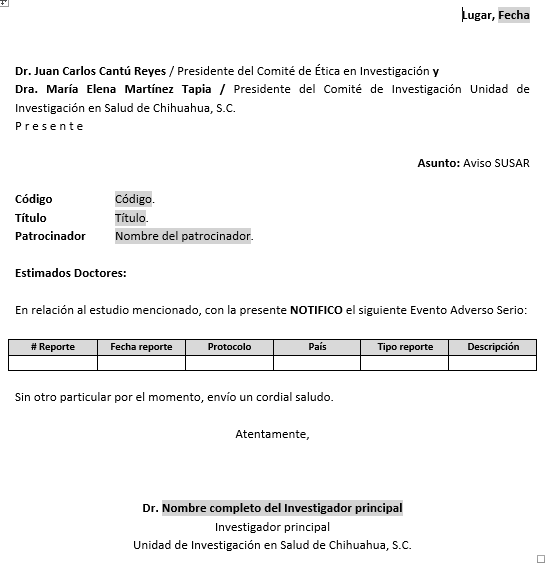 Lugar, Fecha
Dr. Juan Carlos Cantú Reyes / Presidente del Comité de Ética en Investigación y
Dra. María Elena Martínez Tapia / Presidente del Comité de Investigación Unidad de
Investigación en Salud de Chihuahua, S.C.
P r e s e n t e
Asunto: Aviso SUSAR
Código Código.
Título Título.
Patrocinador Nombre del patrocinador.
Estimados Doctores:
En relación al estudio mencionado, con la presente NOTIFICO el siguiente Evento Adverso Serio:
# Reporte Fecha reporte Protocolo País Tipo reporte Descripción
Sin otro particular por el momento, envío un cordial saludo.
Atentamente,
Dr. Nombre completo del Investigador principal
Investigador principal
Unidad de Investigación en Salud de Chihuahua, S.C.